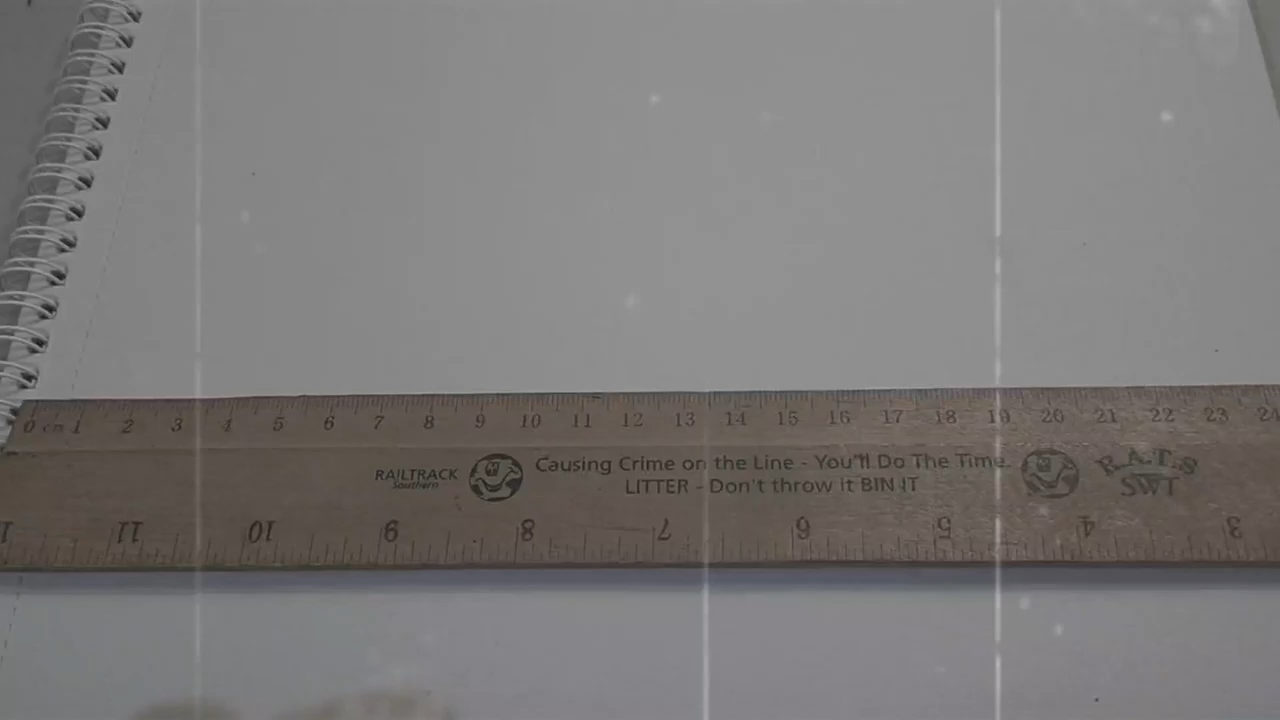 0 cm 1 2 3 4 5 6 7 8 9 10 11 12 13 14 15 16 17 18 19 20 21 22 23 24
RAILTRACK
Southern
Causing Crime on the Line - You'll Do The Time.
LITTER - Don't throw it BIN IT
R.A.T.S
SWT
11 10 9 8 7 6 5 4 3